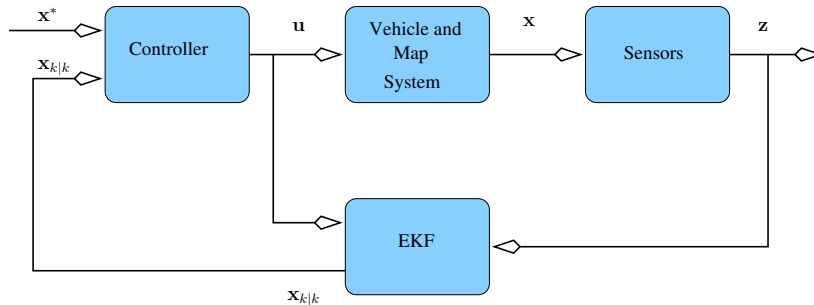 x*
x_{k|k}
Controller
u
Vehicle and
Map
System
x
Sensors
z
EKF
x_{k|k}